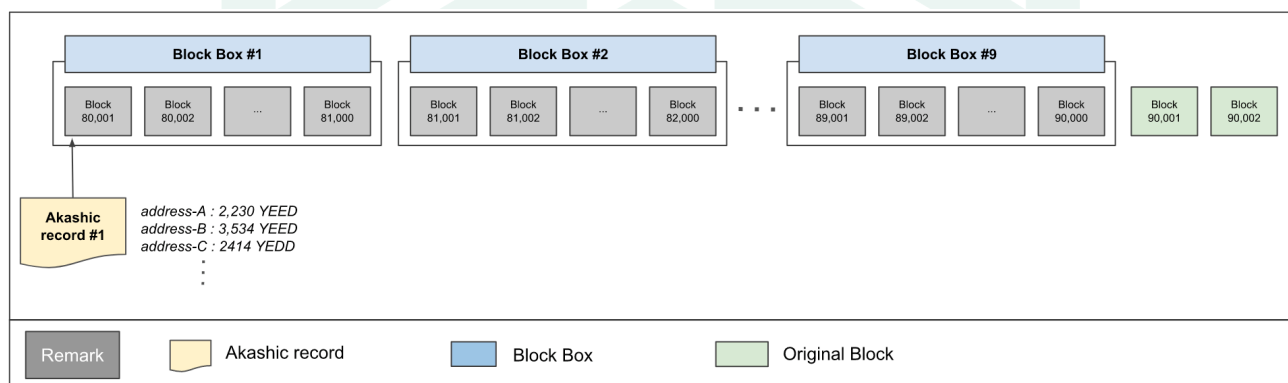 Block Box #1
Block Box #2
Block Box #9
Block
80,001
Block
80,002
...
Block
81,000
Block
81,001
Block
81,002
...
Block
82,000
. . .
Block
89,001
Block
89,002
...
Block
90,000
Block
90,001
Block
90,002
Akashic
record #1
address-A : 2,230 YEED
address-B : 3,534 YEED
address-C : 2414 YEDD
Remark
Akashic record
Block Box
Original Block